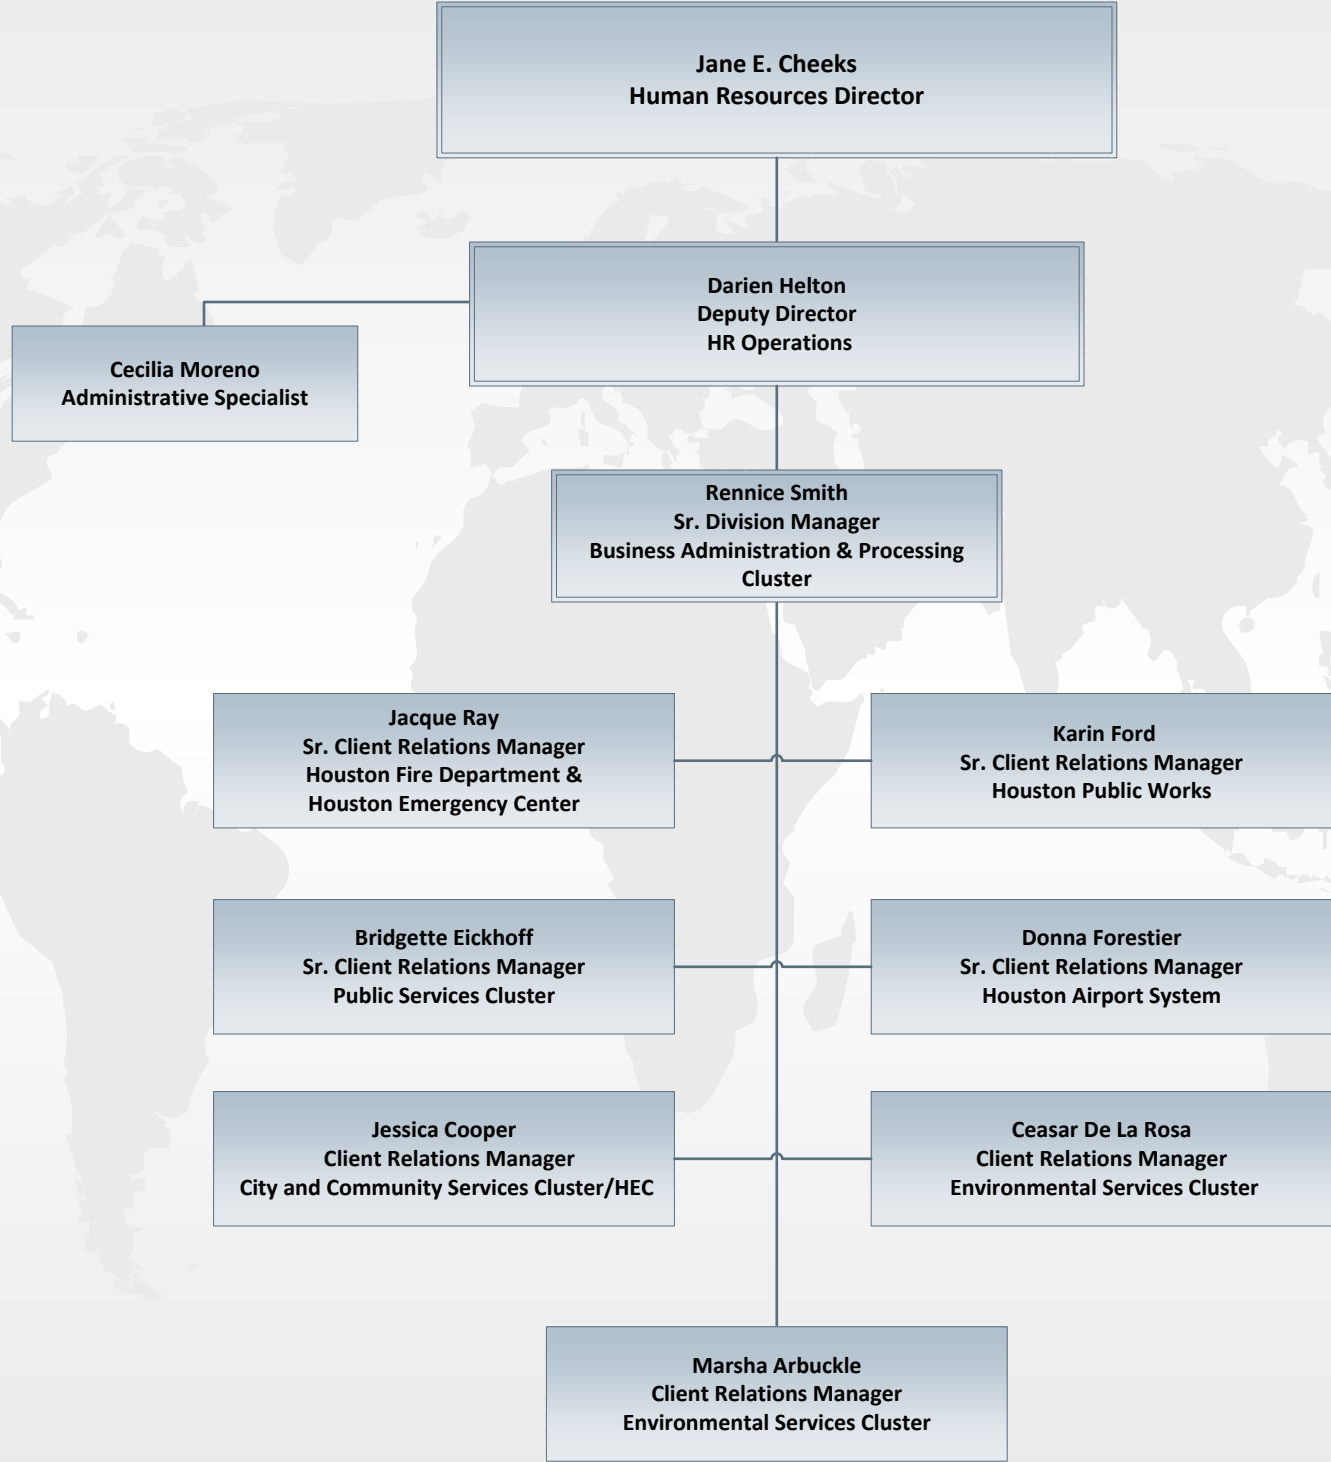 Jane E. Cheeks
Human Resources Director
Darien Helton
Deputy Director
HR Operations
Cecilia Moreno
Administrative Specialist
Rennice Smith
Sr. Division Manager
Business Administration & Processing
Cluster
Jacque Ray
Sr. Client Relations Manager
Houston Fire Department &
Houston Emergency Center
Karin Ford
Sr. Client Relations Manager
Houston Public Works
Bridgette Eickhoff
Sr. Client Relations Manager
Public Services Cluster
Donna Forestier
Sr. Client Relations Manager
Houston Airport System
Jessica Cooper
Client Relations Manager
City and Community Services Cluster/HEC
Ceasar De La Rosa
Client Relations Manager
Environmental Services Cluster
Marsha Arbuckle
Client Relations Manager
Environmental Services Cluster